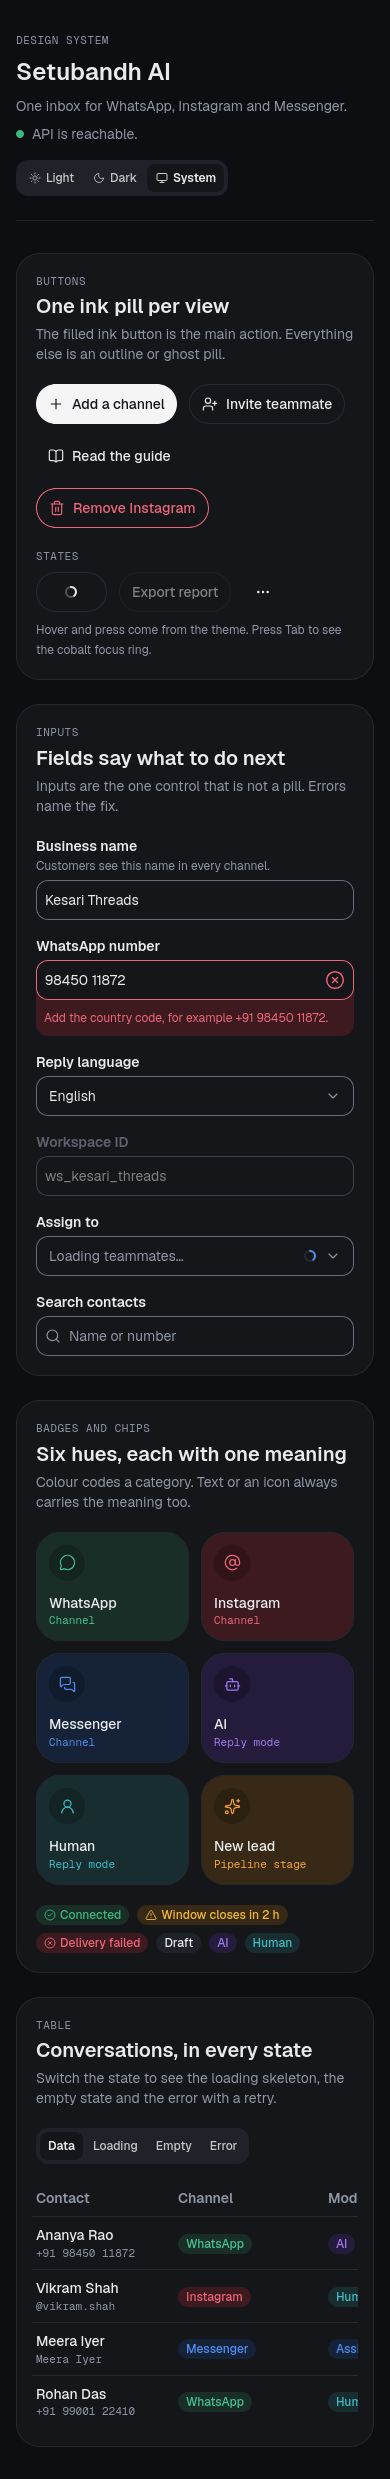 DESIGN SYSTEM
Setubandh AI
One inbox for WhatsApp, Instagram and Messenger.
API is reachable.
Light Dark System
BUTTONS
One ink pill per view
The filled ink button is the main action. Everything
else is an outline or ghost pill.
Add a channel Invite teammate
Read the guide
Remove Instagram
STATES
Export report
Hover and press come from the theme. Press Tab to see
the cobalt focus ring.
INPUTS
Fields say what to do next
Inputs are the one control that is not a pill. Errors
name the fix.
Business name
Customers see this name in every channel.
Kesari Threads
WhatsApp number
98450 11872
Add the country code, for example +91 98450 11872.
Reply language
English
Workspace ID
ws_kesari_threads
Assign to
Loading teammates…
Search contacts
Name or number
BADGES AND CHIPS
Six hues, each with one meaning
Colour codes a category. Text or an icon always
carries the meaning too.
WhatsApp Instagram
Channel Channel
Messenger AI
Channel Reply mode
Human New lead
Reply mode Pipeline stage
Connected Window closes in 2 h
Delivery failed Draft AI Human
TABLE
Conversations, in every state
Switch the state to see the loading skeleton, the
empty state and the error with a retry.
Data Loading Empty Error
Contact Channel Mod
Ananya Rao WhatsApp AI
+91 98450 11872
Vikram Shah Instagram Hum
@vikram.shah
Meera Iyer Messenger Assi
Meera Iyer
Rohan Das WhatsApp Hum
+91 99001 22410